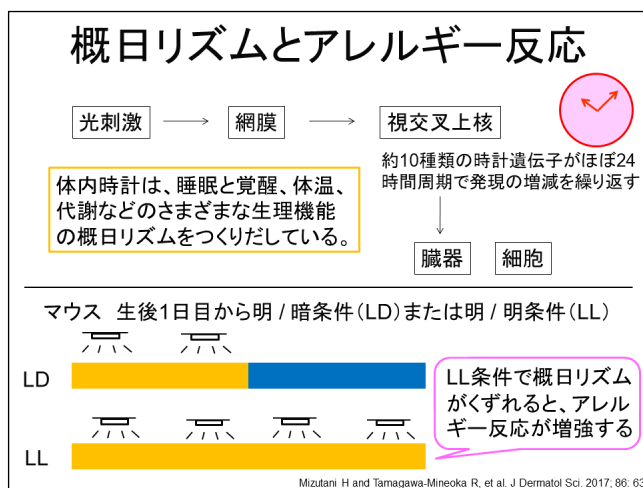 概日リズムとアレルギー反応
光刺激 網膜 視交叉上核
約10種類の時計遺伝子がほぼ24
時間周期で発現の増減を繰り返す
体内時計は、睡眠と覚醒、体温、
代謝などのさまざまな生理機能
の概日リズムをつくりだしている。
臓器 細胞
マウス 生後1日目から明 / 暗条件(LD)または明 / 明条件(LL)
LD
LL
LL条件で概日リズム
がくずれると、アレル
ギー反応が増強する
Mizutani H and Tamagawa-Mineoka R, et al. J Dermatol Sci. 2017; 86: 63